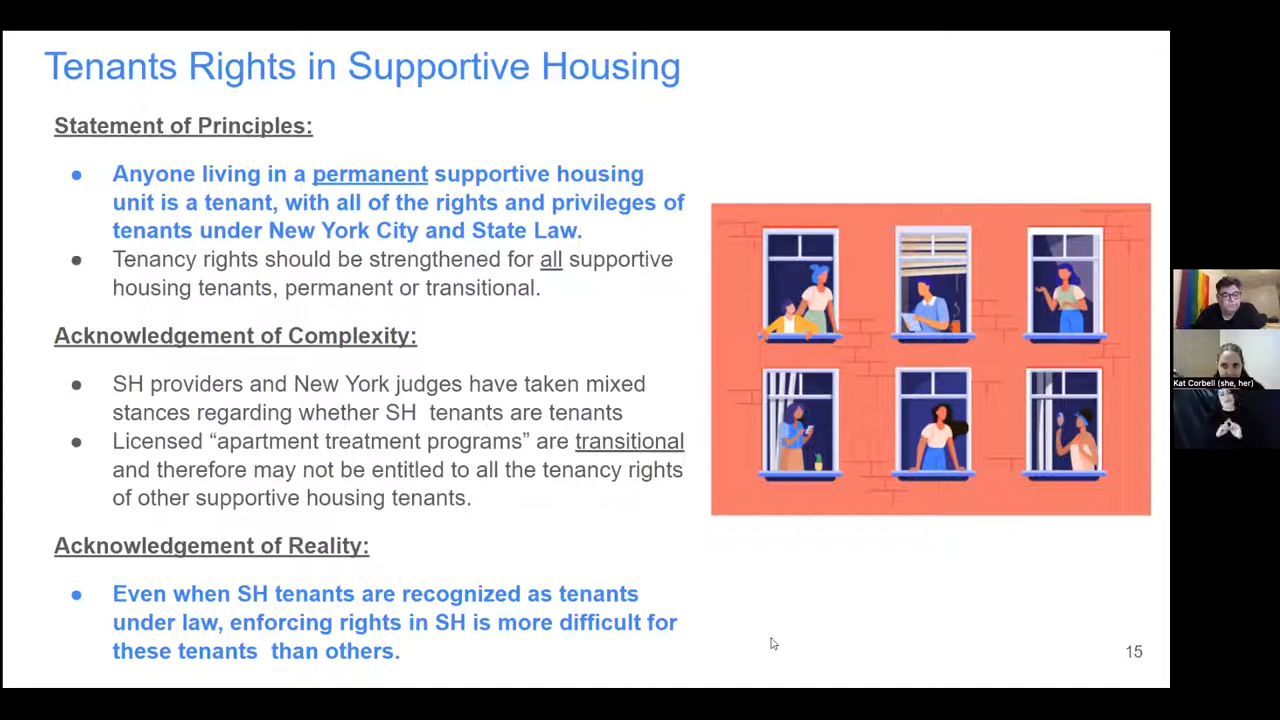 Tenants Rights in Supportive Housing
Statement of Principles:
● Anyone living in a permanent supportive housing
unit is a tenant, with all of the rights and privileges of
tenants under New York City and State Law.
● Tenancy rights should be strengthened for all supportive
housing tenants, permanent or transitional.
Acknowledgement of Complexity:
● SH providers and New York judges have taken mixed
stances regarding whether SH  tenants are tenants
● Licensed “apartment treatment programs” are transitional
and therefore may not be entitled to all the tenancy rights
of other supportive housing tenants.
Acknowledgement of Reality:
● Even when SH tenants are recognized as tenants
under law, enforcing rights in SH is more difficult for
these tenants  than others.
15
Kat Corbell (she, her)